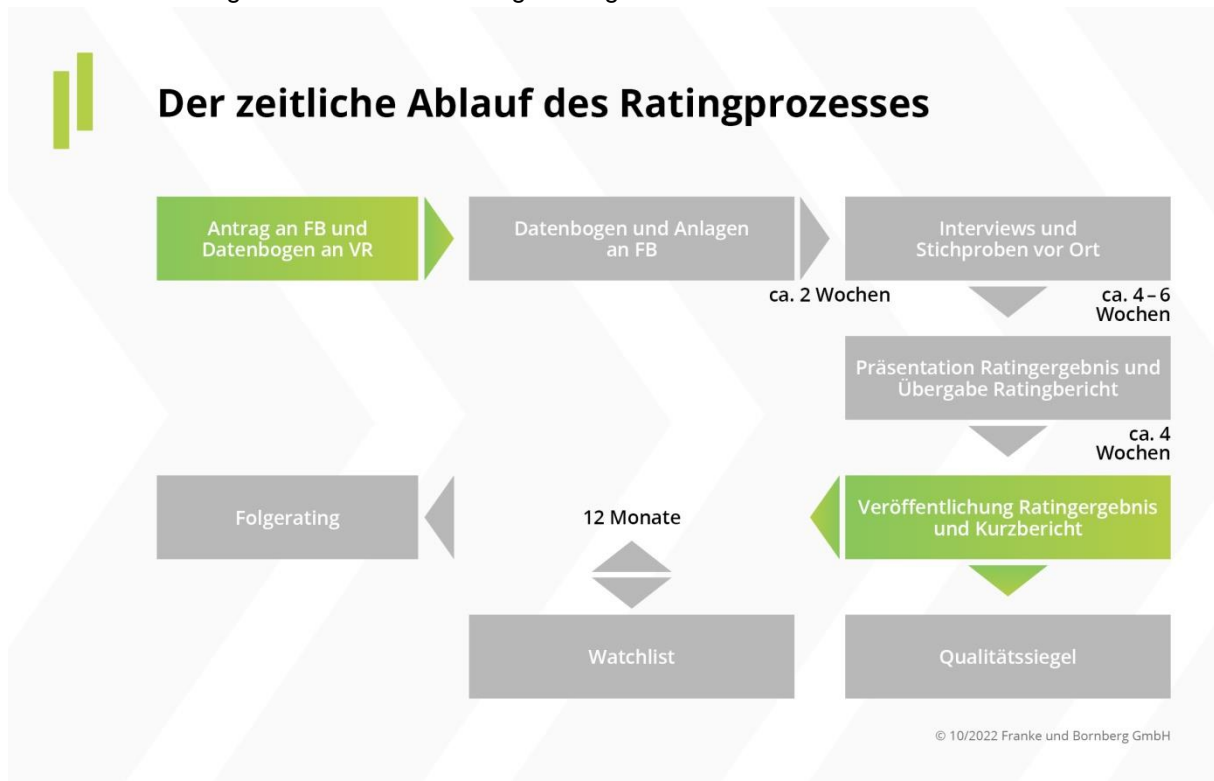 Der zeitliche Ablauf des Ratingprozesses
Antrag an FB und
Datenbogen an VR
Datenbogen und Anlagen
an FB
Interviews und
Stichproben vor Ort
ca. 2 Wochen
ca. 4 – 6
Wochen
Präsentation Ratingergebnis und
Übergabe Ratingbericht
ca. 4
Wochen
Veröffentlichung Ratingergebnis
und Kurzbericht
12 Monate
Folgerating
Watchlist
Qualitätssiegel
© 10/2022 Franke und Bornberg GmbH